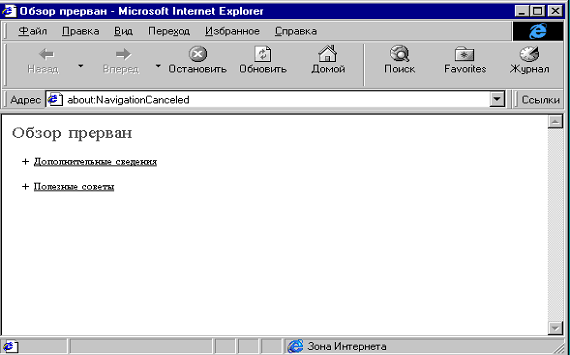 Обзор прерван - Microsoft Internet Explorer
Файл Правка Вид Переход Избранное Справка
Назад Вперед Остановить Обновить Домой Поиск Favorites Журнал
Адрес about:NavigationCanceled Ссылки
Обзор прерван
+ Дополнительные сведения
+ Полезные советы
Зона Интернета